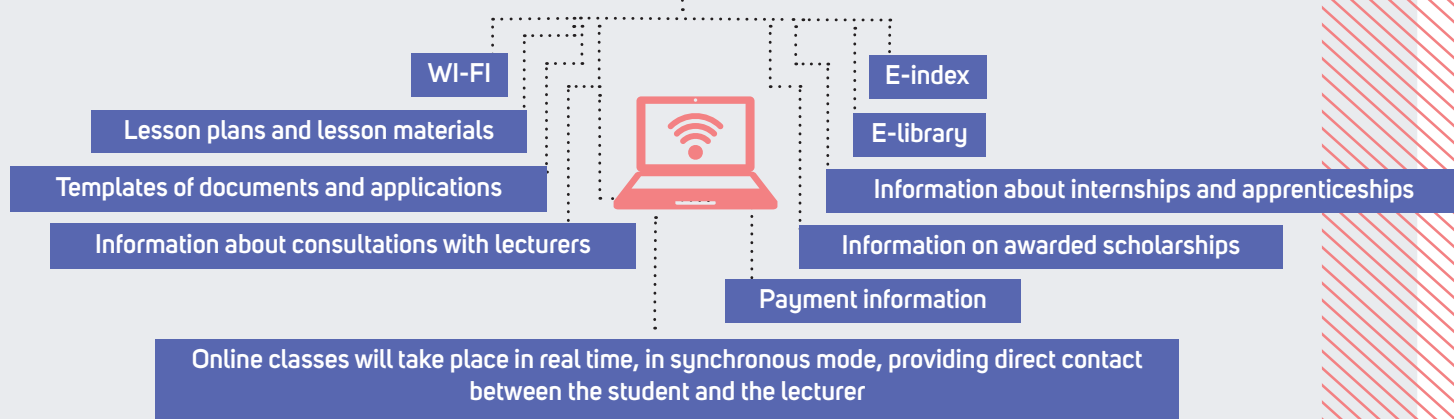 WI-FI
E-index
Lesson plans and lesson materials
E-library
Templates of documents and applications
Information about internships and apprenticeships
Information about consultations with lecturers
Information on awarded scholarships
Payment information
Online classes will take place in real time, in synchronous mode, providing direct contact
between the student and the lecturer